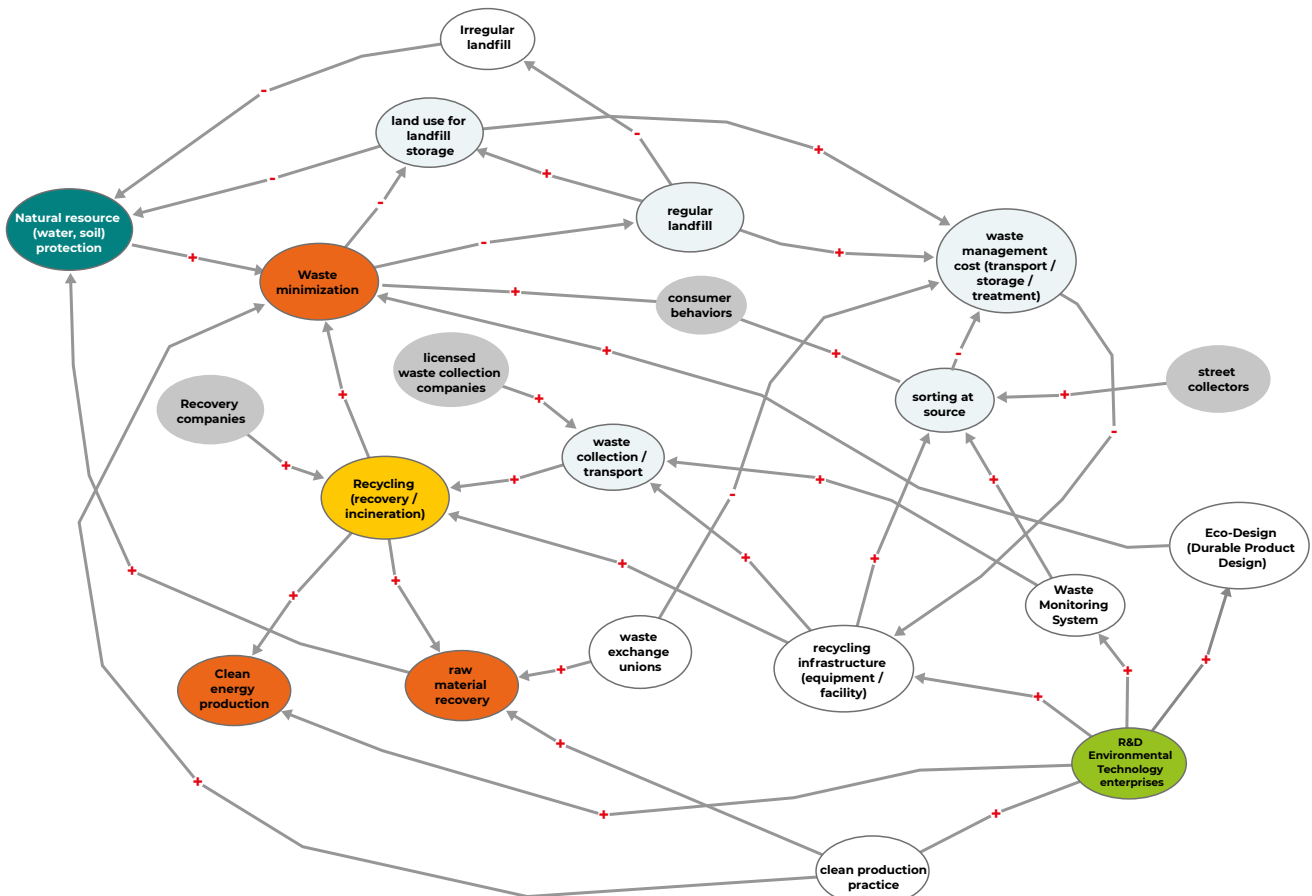 Irregular
landfill
land use for
landfill
storage
Natural resource
(water, soil)
protection
regular
landfill
waste
management
cost (transport /
storage /
treatment)
Waste
minimization
consumer
behaviors
licensed
waste collection
companies
street
collectors
Recovery
companies
sorting at
source
waste
collection /
transport
Recycling
(recovery /
incineration)
Eco-Design
(Durable Product
Design)
Waste
Monitoring
System
waste
exchange
unions
recycling
infrastructure
(equipment /
facility)
Clean
energy
production
raw
material
recovery
R&D
Environmental
Technology
enterprises
clean production
practice